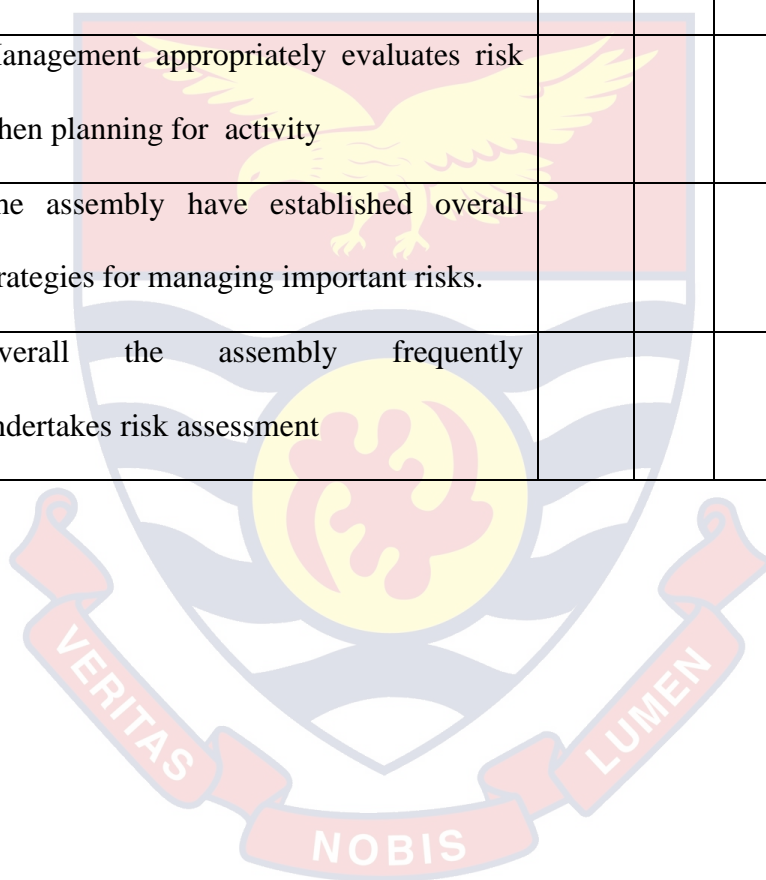 anagement appropriately evaluates risk
hen planning for activity
he assembly have established overall
rategies for managing important risks.
verall the assembly frequently
ndertakes risk assessment
VERITAS
NOBIS
LUMEN